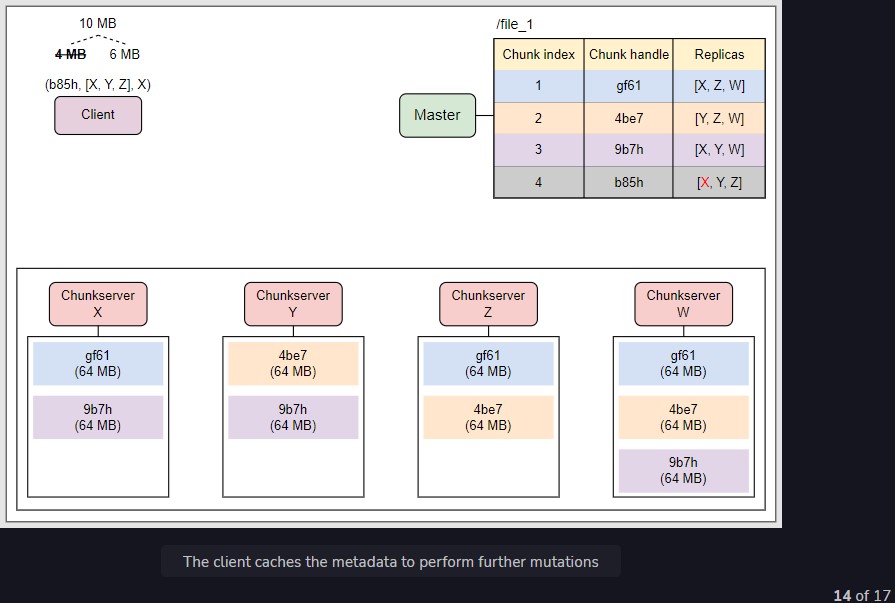 10 MB
4 MB 6 MB
(b85h, [X, Y, Z], X)
Client
Master
/file_1
Chunk index Chunk handle Replicas
1 gf61 [X, Z, W]
2 4be7 [Y, Z, W]
3 9b7h [X, Y, W]
4 b85h [X, Y, Z]
Chunkserver
X
gf61
(64 MB)
9b7h
(64 MB)
Chunkserver
Y
4be7
(64 MB)
9b7h
(64 MB)
Chunkserver
Z
gf61
(64 MB)
4be7
(64 MB)
Chunkserver
W
gf61
(64 MB)
4be7
(64 MB)
9b7h
(64 MB)
The client caches the metadata to perform further mutations
14 of 17